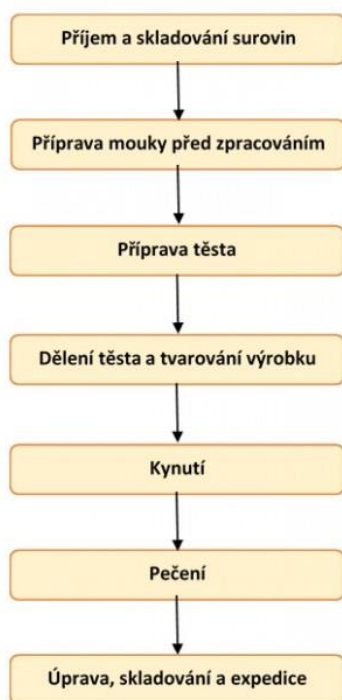 Příjem a skladování surovin
Příprava mouky před zpracováním
Příprava těsta
Dělení těsta a tvarování výrobku
Kynutí
Pečení
Úprava, skladování a expedice